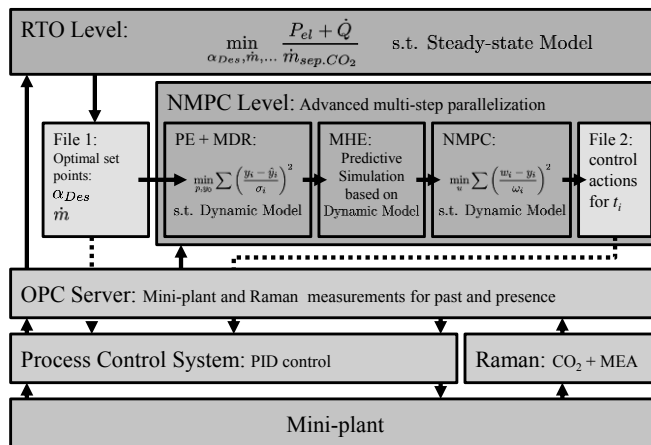 RTO Level: min α_Des, ṁ,... (P_el + Q̇) / ṁ_sep.CO₂ s.t. Steady-state Model
NMPC Level: Advanced multi-step parallelization
File 1:
Optimal set
points:
α_Des
ṁ
PE + MDR:
min p,y₀ ∑ ((y_i − ŷ_i) / σ_i)²
s.t. Dynamic Model
MHE:
Predictive
Simulation
based on
Dynamic Model
NMPC:
min u ∑ ((w_i − y_i) / ω_i)²
s.t. Dynamic Model
File 2:
control
actions
for t_i
OPC Server: Mini-plant and Raman measurements for past and presence
Process Control System: PID control
Raman: CO₂ + MEA
Mini-plant